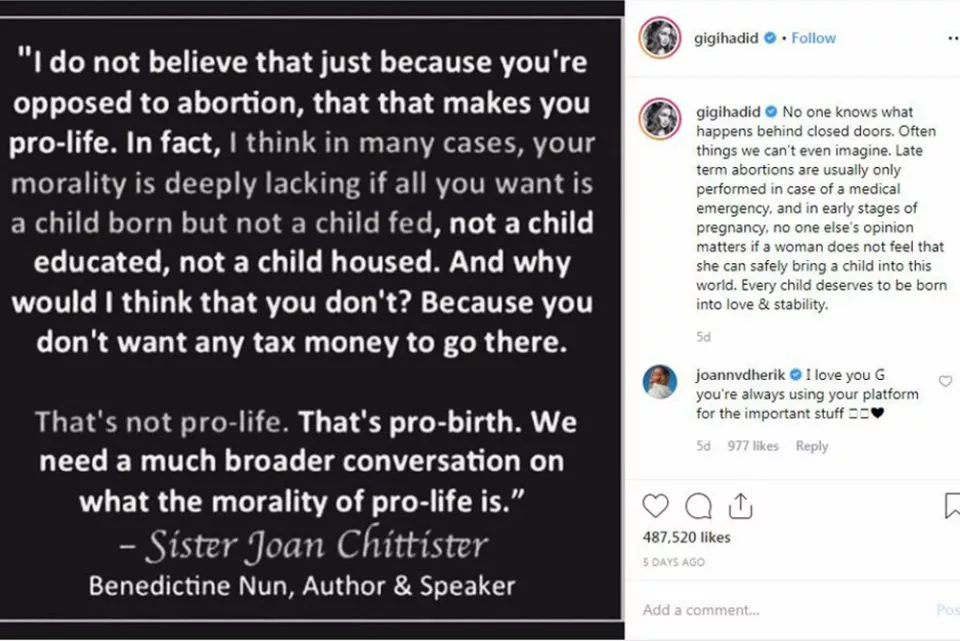 "I do not believe that just because you're
opposed to abortion, that that makes you
pro-life. In fact, I think in many cases, your
morality is deeply lacking if all you want is
a child born but not a child fed, not a child
educated, not a child housed. And why
would I think that you don't? Because you
don't want any tax money to go there.
That's not pro-life. That's pro-birth. We
need a much broader conversation on
what the morality of pro-life is.”
– Sister Joan Chittister
Benedictine Nun, Author & Speaker
gigihadid • Follow
gigihadid No one knows what
happens behind closed doors. Often
things we can’t even imagine. Late
term abortions are usually only
performed in case of a medical
emergency, and in early stages of
pregnancy, no one else’s opinion
matters if a woman does not feel that
she can safely bring a child into this
world. Every child deserves to be born
into love & stability.
5d
joannvdherik I love you G
you’re always using your platform
for the important stuff □□♥
5d 977 likes Reply
487,520 likes
5 DAYS AGO
Add a comment...
Pos